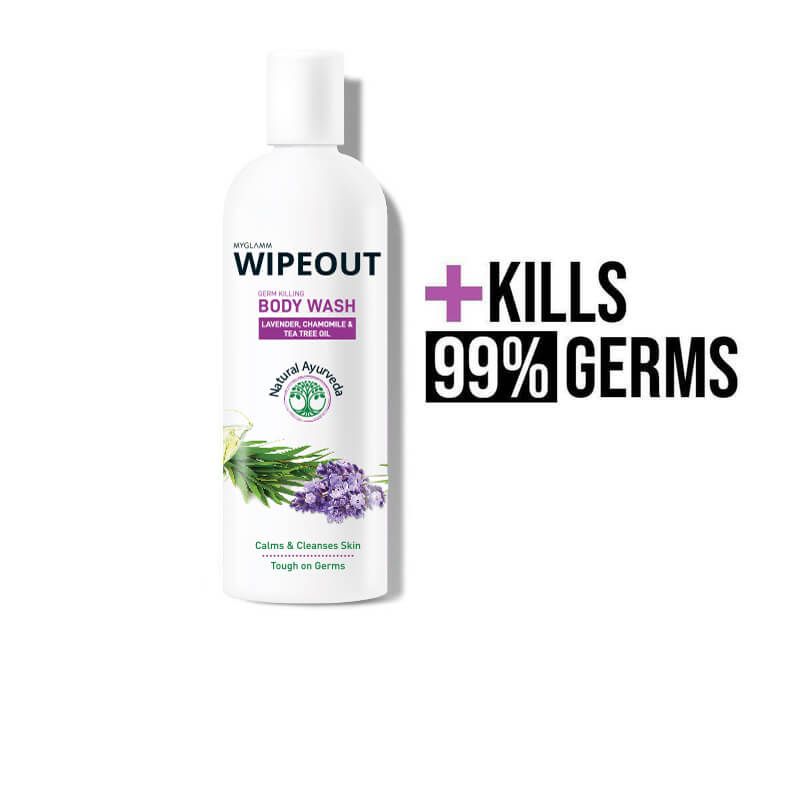 MYGLAMM
WIPEOUT
GERM KILLING
BODY WASH
LAVENDER, CHAMOMILE &
TEA TREE OIL
Natural Ayurveda
Calms & Cleanses Skin
Tough on Germs
+KILLS
99% GERMS